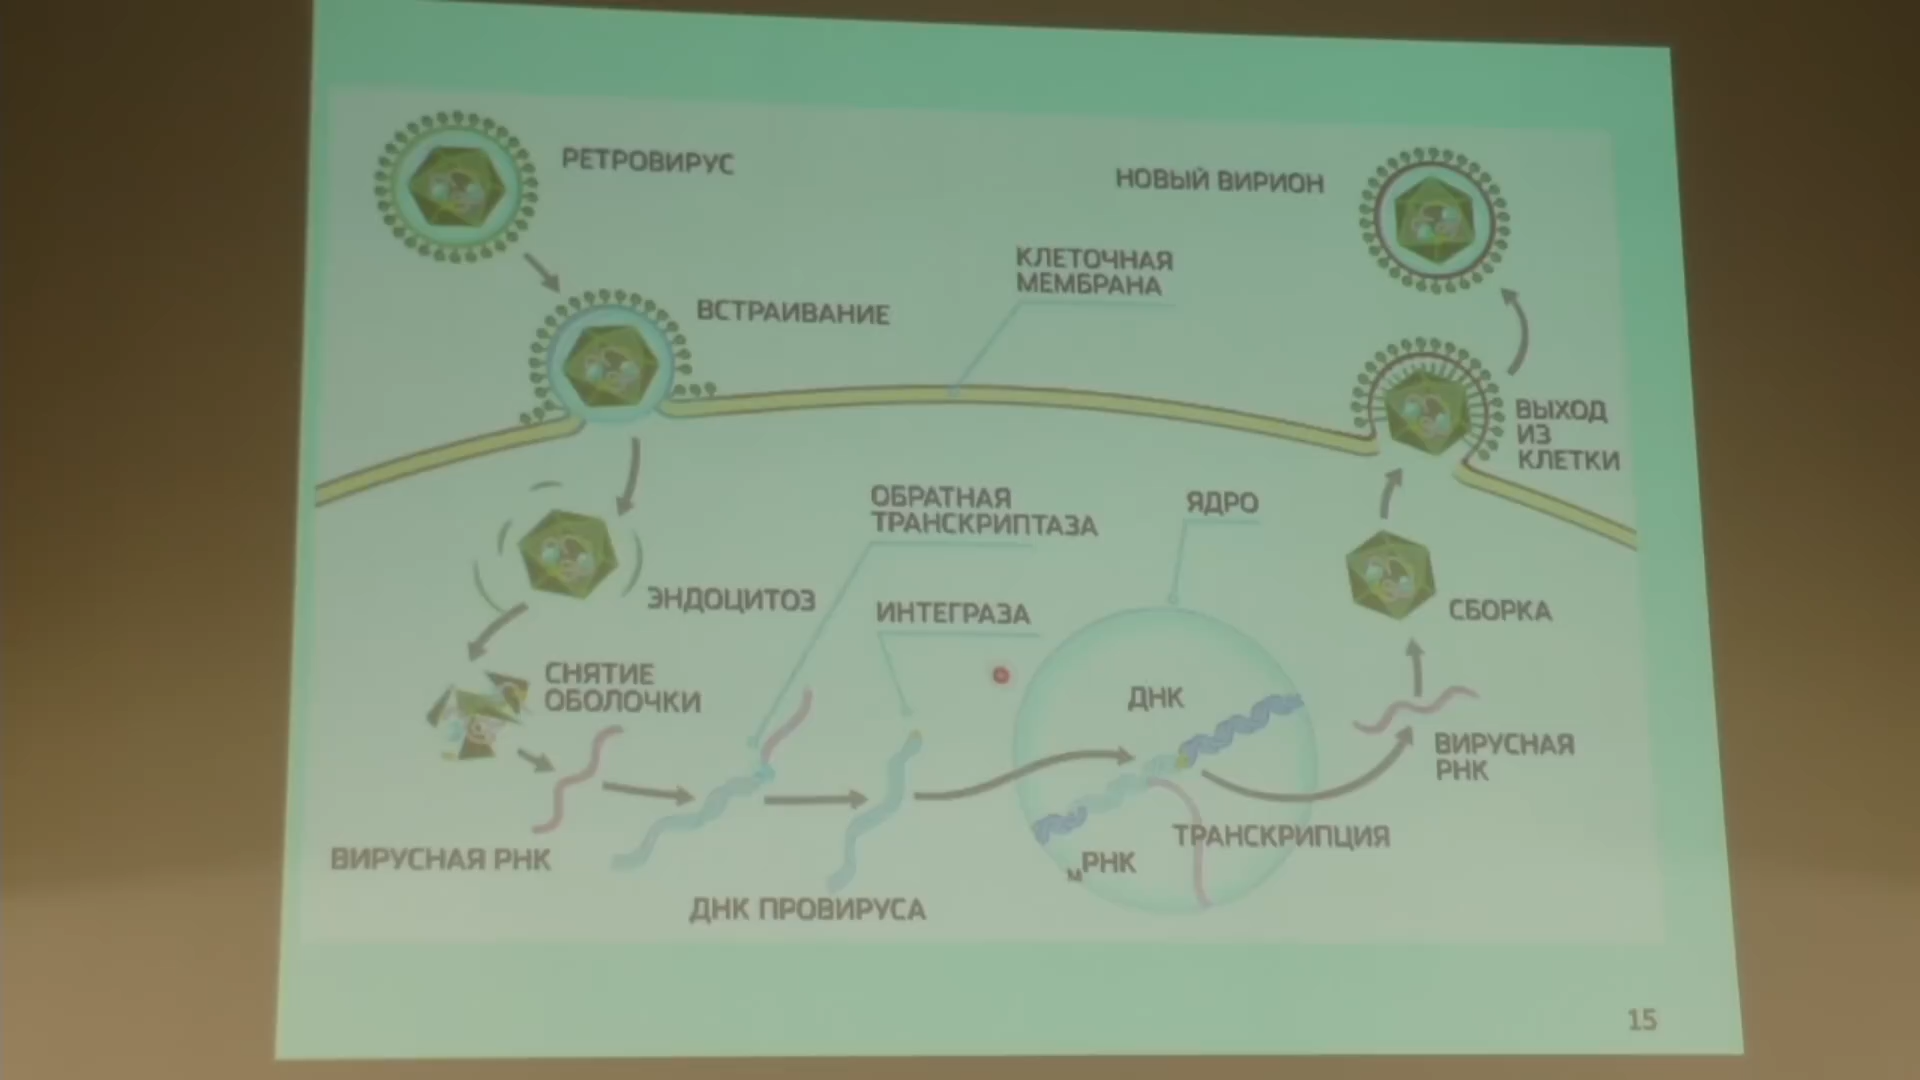 РЕТРОВИРУС
НОВЫЙ ВИРИОН
КЛЕТОЧНАЯ
МЕМБРАНА
ВСТРАИВАНИЕ
ВЫХОД
ИЗ
КЛЕТКИ
ОБРАТНАЯ
ТРАНСКРИПТАЗА
ЯДРО
ЭНДОЦИТОЗ
ИНТЕГРАЗА
СБОРКА
СНЯТИЕ
ОБОЛОЧКИ
ДНК
ВИРУСНАЯ
РНК
ТРАНСКРИПЦИЯ
ВИРУСНАЯ РНК
мРНК
ДНК ПРОВИРУСА
15